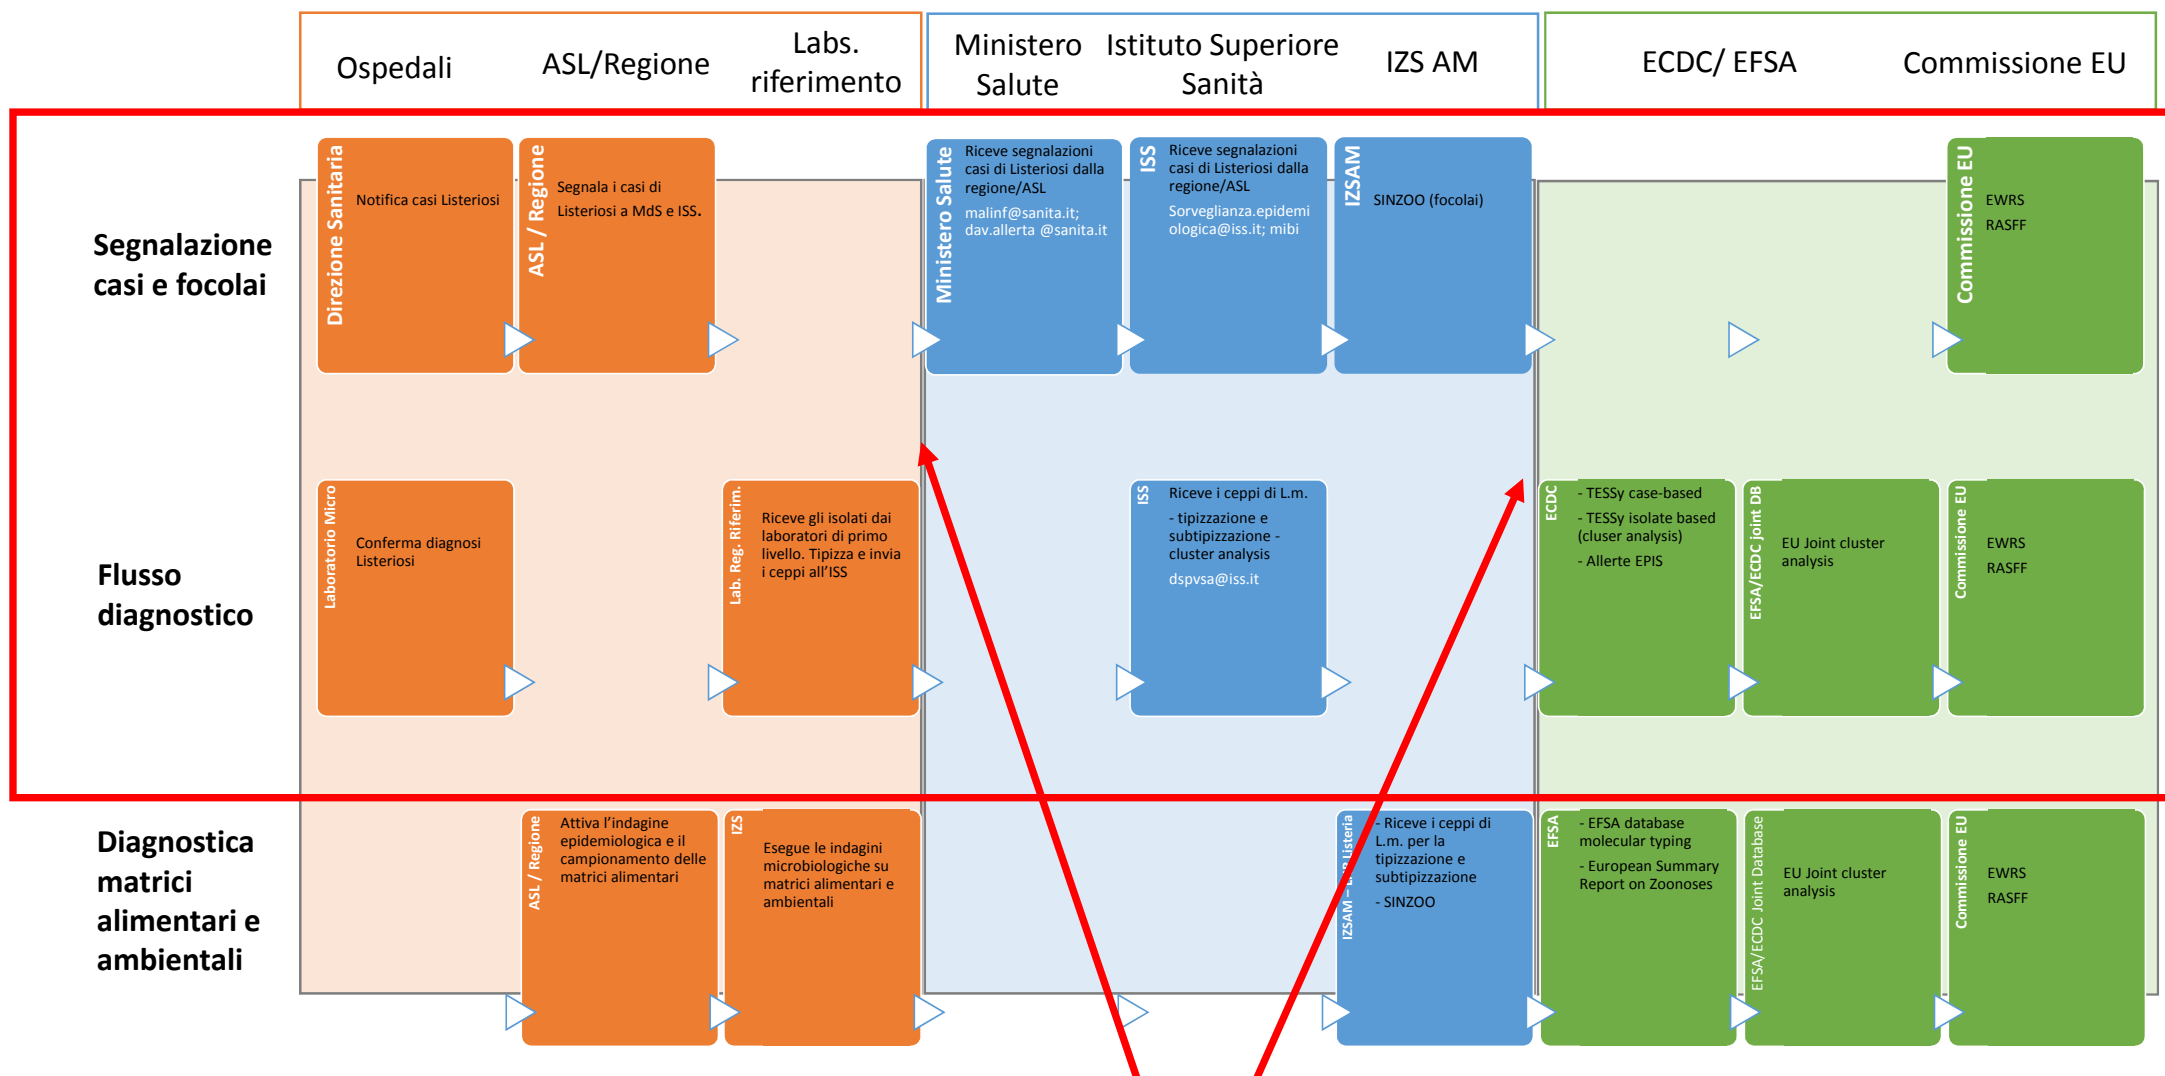 Ospedali
ASL/Regione
Labs.
riferimento
Ministero
Salute
Istituto Superiore
Sanità
IZS AM
ECDC/ EFSA
Commissione EU
Segnalazione
casi e focolai
Direzione Sanitaria
Notifica casi Listeriosi
ASL / Regione
Segnala i casi di
Listeriosi a MdS e ISS.
Ministero Salute
Riceve segnalazioni
casi di Listeriosi dalla
regione/ASL
malinf@sanita.it;
dav.allerta @sanita.it
ISS
Riceve segnalazioni
casi di Listeriosi dalla
regione/ASL
Sorveglianza.epidemi
ologica@iss.it; mibi
IZSAM
SINZOO (focolai)
Commissione EU
EWRS
RASFF
Flusso
diagnostico
Laboratorio Micro
Conferma diagnosi
Listeriosi
Lab. Reg. Riferim.
Riceve gli isolati dai
laboratori di primo
livello. Tipizza e invia
i ceppi all'ISS
ISS
Riceve i ceppi di L.m.
- tipizzazione e
subtipizzazione -
cluster analysis
dspvsa@iss.it
ECDC
- TESSy case-based
- TESSy isolate based
(cluser analysis)
- Allerte EPIS
EFSA/ECDC joint DB
EU Joint cluster
analysis
Commissione EU
EWRS
RASFF
Diagnostica
matrici
alimentari e
ambientali
ASL / Regione
Attiva l'indagine
epidemiologica e il
campionamento delle
matrici alimentari
IZS
Esegue le indagini
microbiologiche su
matrici alimentari e
ambientali
IZSAM – Listeria
- Riceve i ceppi di
L.m. per la
tipizzazione e
subtipizzazione
- SINZOO
EFSA
- EFSA database
molecular typing
- European Summary
Report on Zoonoses
EFSA/ECDC Joint Database
EU Joint cluster
analysis
Commissione EU
EWRS
RASFF